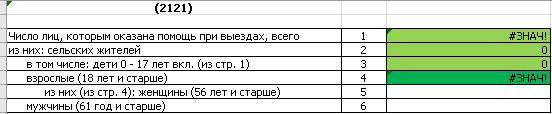 (2121)
Число лиц, которым оказана помощь при выездах, всего 1 #ЗНАЧ!
из них: сельских жителей 2 0
в том числе: дети 0 - 17 лет вкл. (из стр. 1) 3 0
взрослые (18 лет и старше) 4 #ЗНАЧ!
из них (из стр. 4): женщины (56 лет и старше) 5
мужчины (61 год и старше) 6